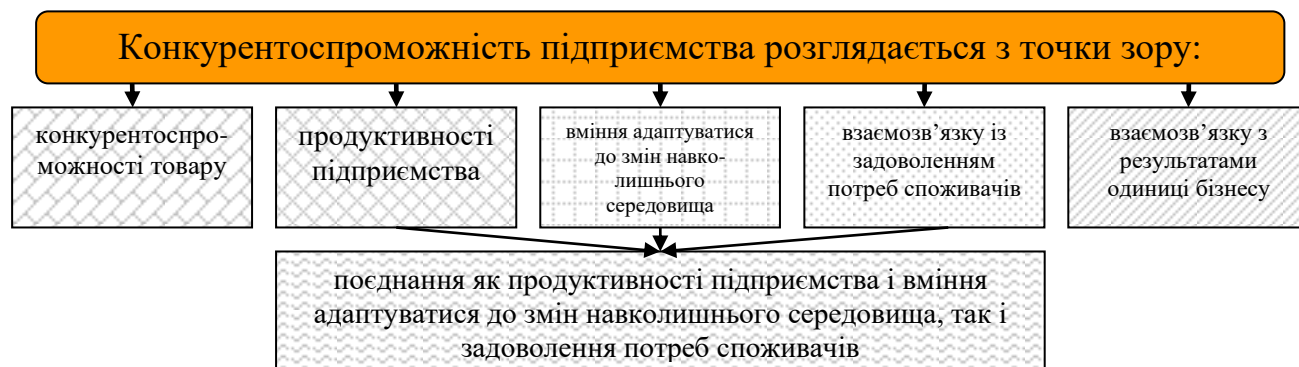 Конкурентоспроможність підприємства розглядається з точки зору:
конкурентоспро-
можності товару
продуктивності
підприємства
вміння адаптуватися
до змін навко-
лишнього
середовища
взаємозв’язку із
задоволенням
потреб споживачів
взаємозв’язку з
результатами
одиниці бізнесу
поєднання як продуктивності підприємства і вміння
адаптуватися до змін навколишнього середовища, так і
задоволення потреб споживачів